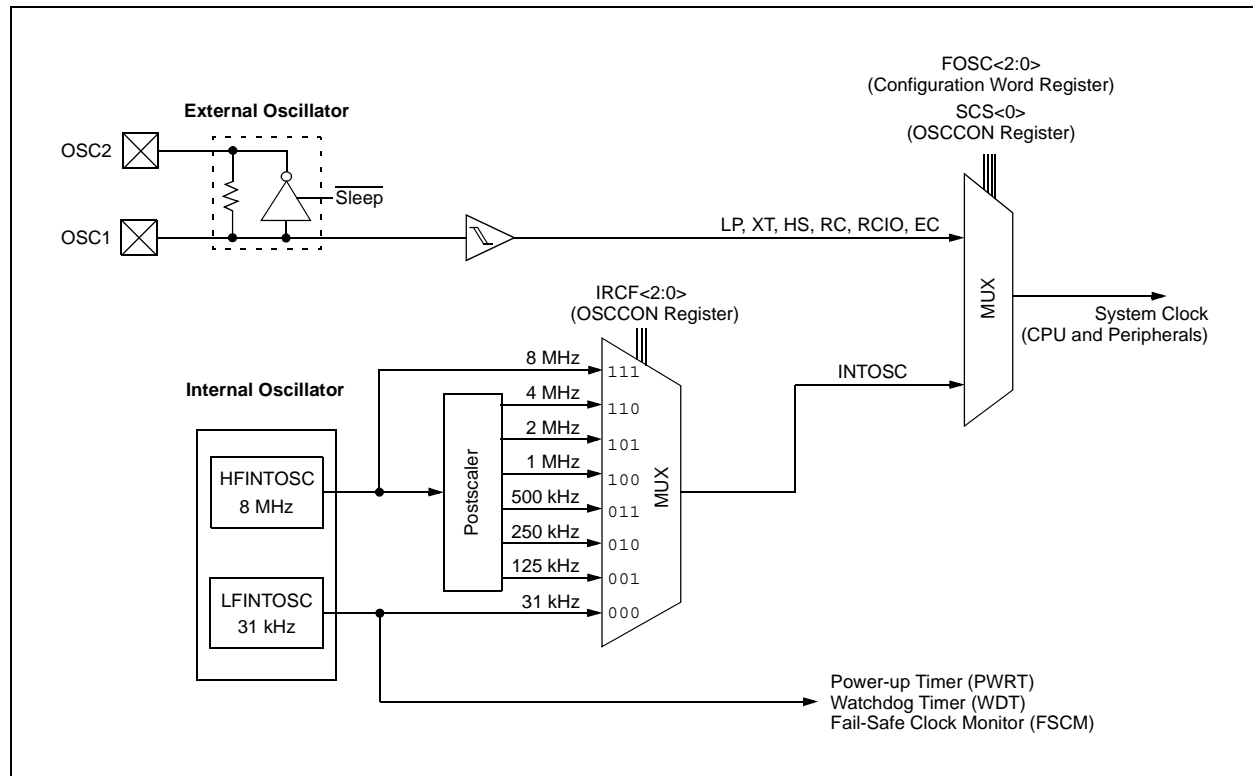 FOSC<2:0>
(Configuration Word Register)
SCS<0>
(OSCCON Register)
External Oscillator
OSC2
Sleep
OSC1
LP, XT, HS, RC, RCIO, EC
MUX
System Clock
(CPU and Peripherals)
IRCF<2:0>
(OSCCON Register)
Internal Oscillator
HFINTOSC
8 MHz
LFINTOSC
31 kHz
Postscaler
8 MHz
4 MHz
2 MHz
1 MHz
500 kHz
250 kHz
125 kHz
31 kHz
111
110
101
100
011
010
001
000
MUX
INTOSC
Power-up Timer (PWRT)
Watchdog Timer (WDT)
Fail-Safe Clock Monitor (FSCM)